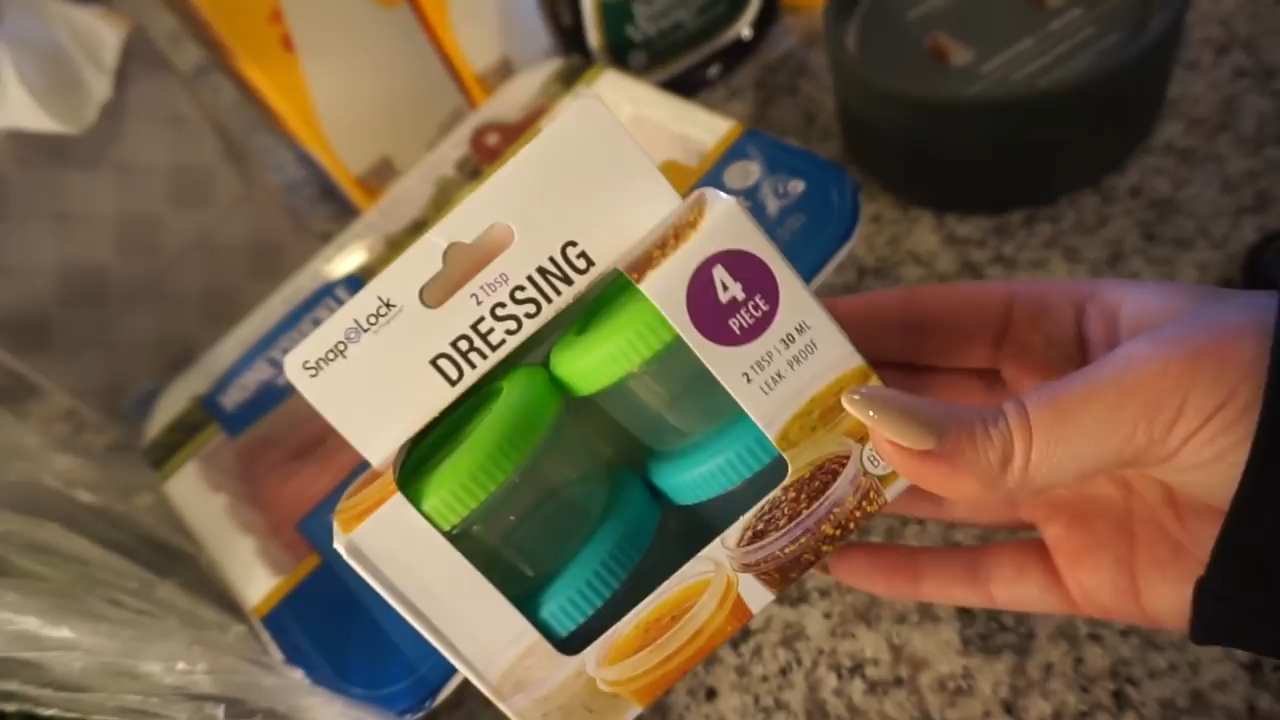 SnapLock
2 Tbsp
DRESSING
4
PIECE
2 TBSP | 30 ML
LEAK-PROOF